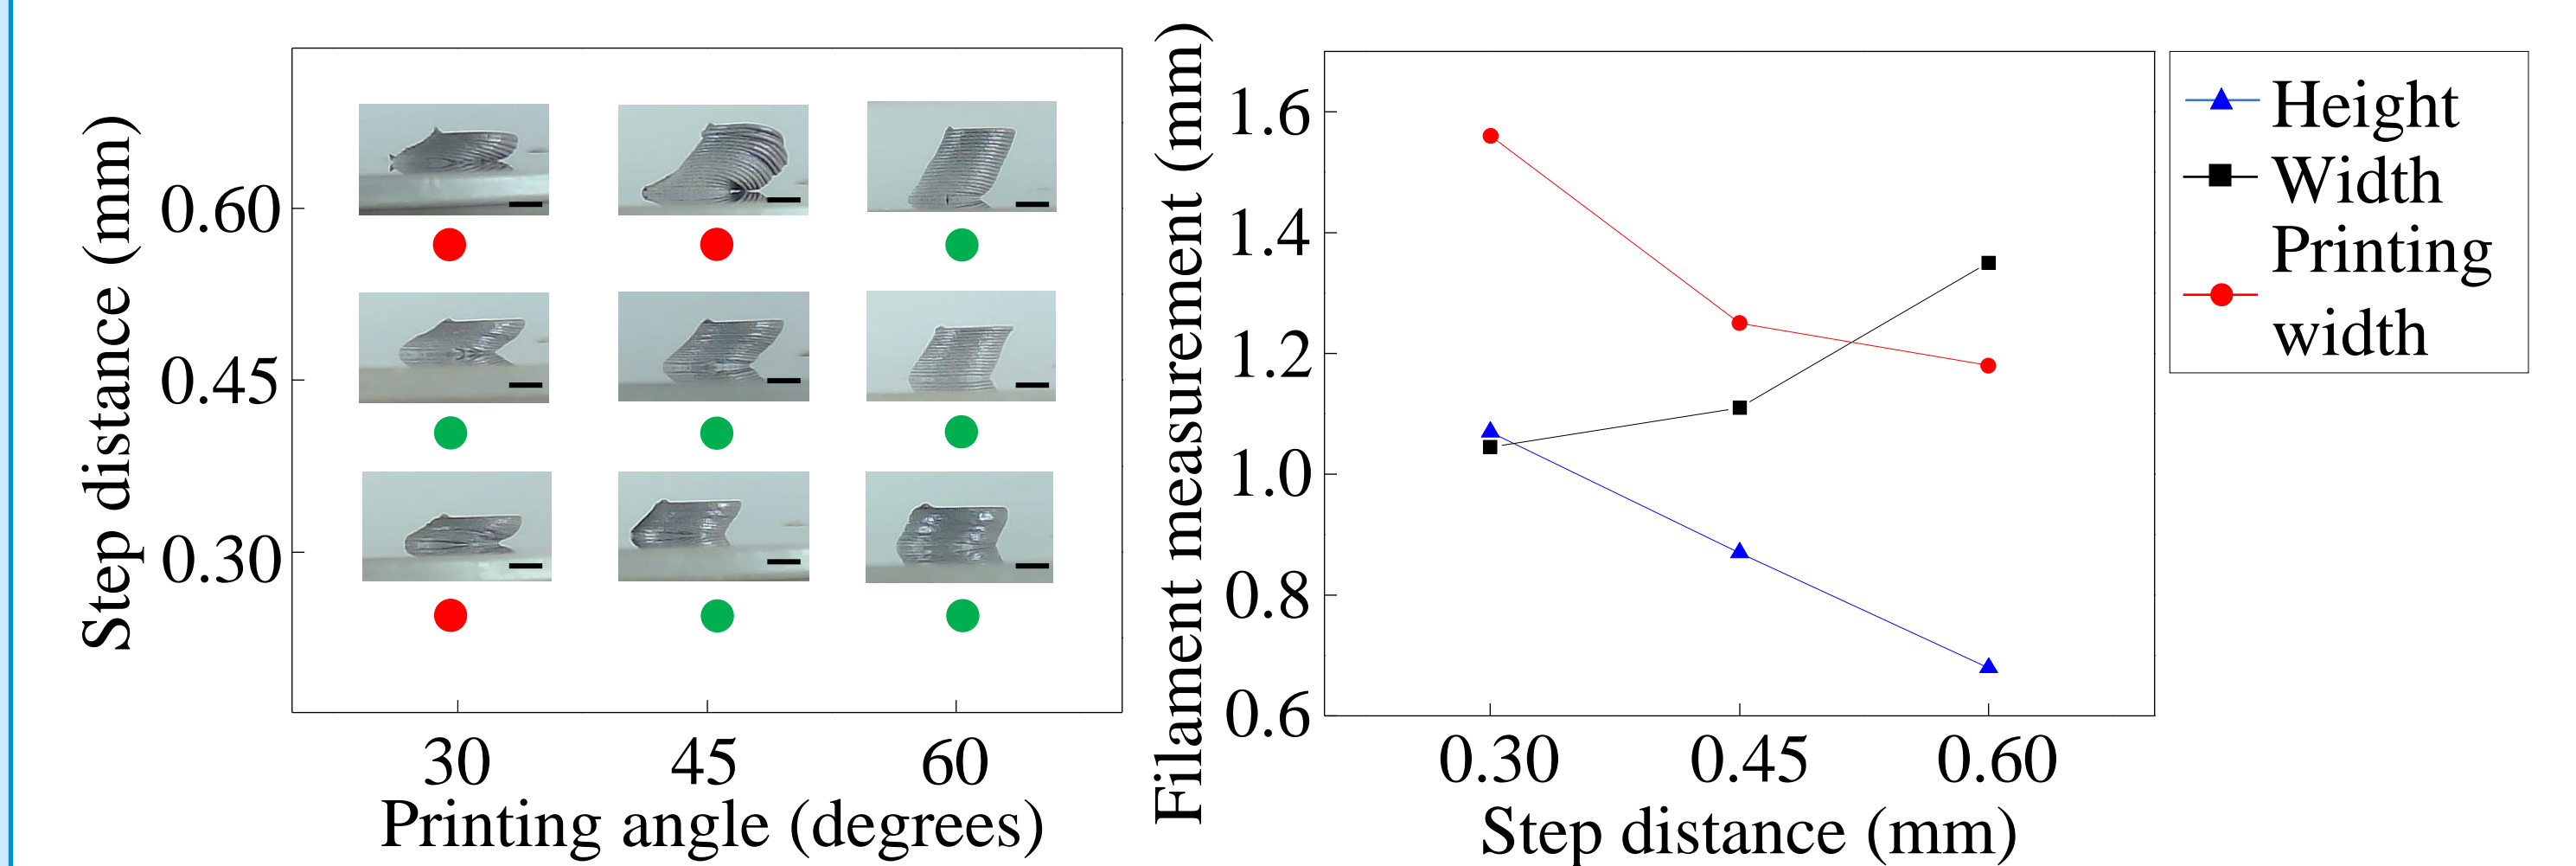 Step distance (mm)
0.60
0.45
0.30
30 45 60
Printing angle (degrees)
Filament measurement (mm)
1.6
1.4
1.2
1.0
0.8
0.6
0.30 0.45 0.60
Step distance (mm)
Height
Width
Printing
width